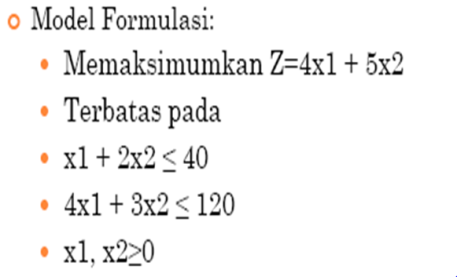 Model Formulasi:
Memaksimumkan Z=4x1 + 5x2
Terbatas pada
x1 + 2x2 ≤ 40
4x1 + 3x2 ≤ 120
x1, x2≥0